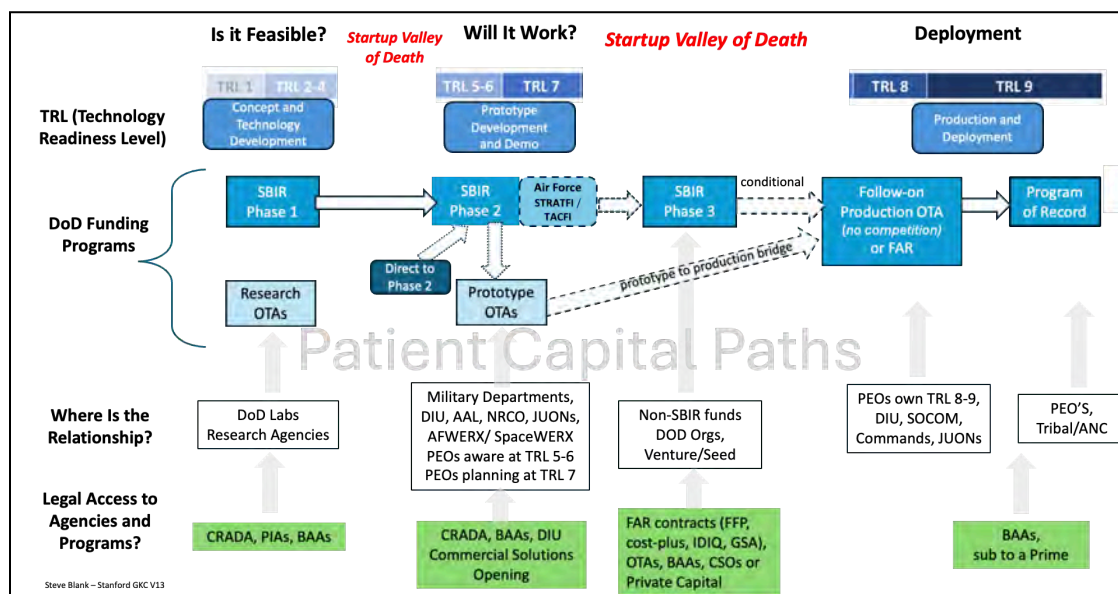 Is it Feasible?
Startup Valley
of Death
Will It Work?
Startup Valley of Death
Deployment
TRL (Technology
Readiness Level)
TRL 1
TRL 2-4
Concept and
Technology
Development
TRL 5-6
TRL 7
Prototype
Development
and Demo
TRL 8
TRL 9
Production and
Deployment
DoD Funding
Programs
SBIR
Phase 1
SBIR
Phase 2
Air Force
STRATFI /
TACFI
SBIR
Phase 3
conditional
Follow-on
Production OTA
(no competition)
or FAR
Program
of Record
Direct to
Phase 2
Research
OTAs
Prototype
OTAs
prototype to production bridge
Patient Capital Paths
Where Is the
Relationship?
DoD Labs
Research Agencies
Military Departments,
DIU, AAL, NRCO, JUONs,
AFWERX/ SpaceWERX
PEOs aware at TRL 5-6
PEOs planning at TRL 7
Non-SBIR funds
DOD Orgs,
Venture/Seed
PEOs own TRL 8-9,
DIU, SOCOM,
Commands, JUONs
PEO'S,
Tribal/ANC
Legal Access to
Agencies and
Programs?
CRADA, PIAs, BAAs
CRADA, BAAs, DIU
Commercial Solutions
Opening
FAR contracts (FFP,
cost-plus, IDIQ, GSA),
OTAs, BAAs, CSOs or
Private Capital
BAAs,
sub to a Prime
Steve Blank – Stanford GKC V13